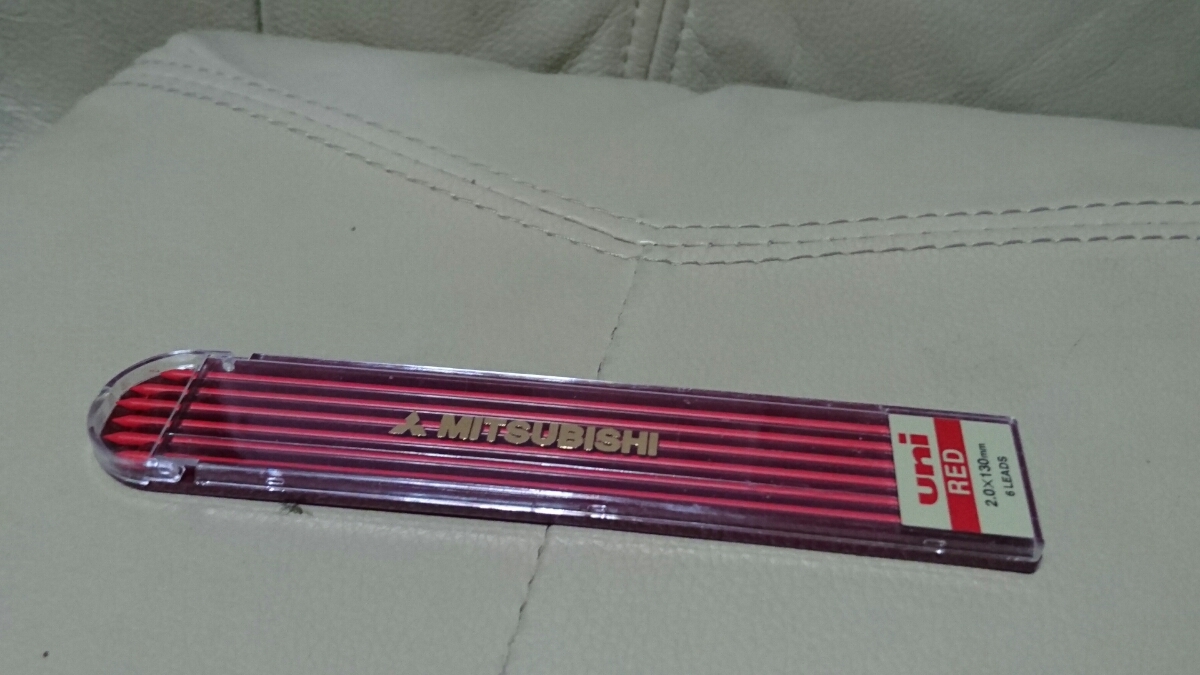 MITSUBISHI
uni
RED
2.0×130mm
6 LEADS